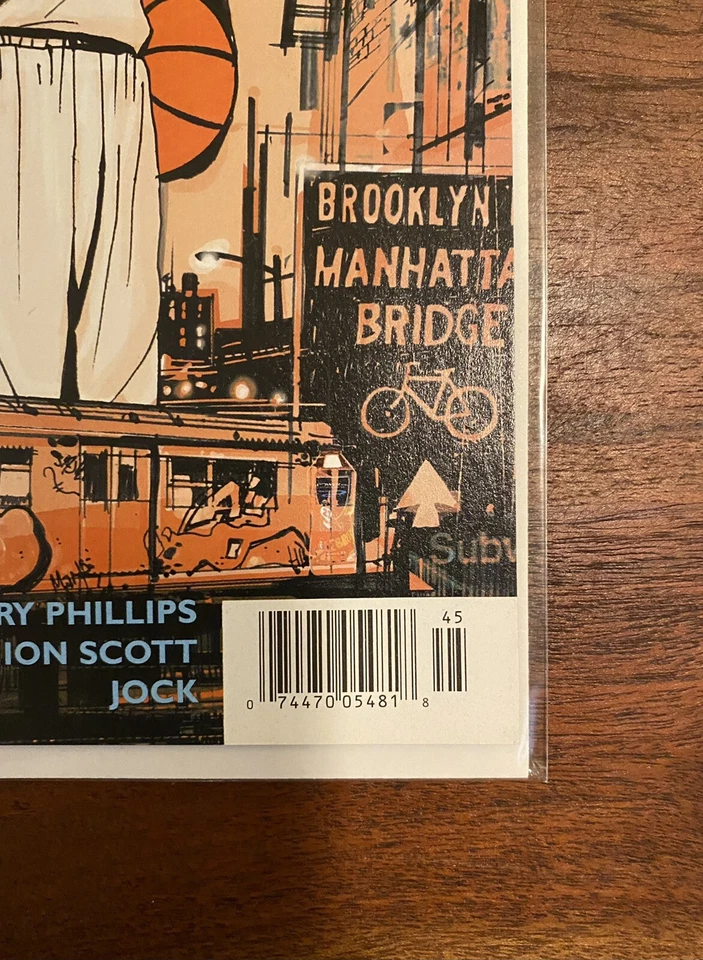 BROOKLYN
MANHATTA
BRIDGE
Subw
RY PHILLIPS
ION SCOTT
JOCK
45
0 74470 05481 8